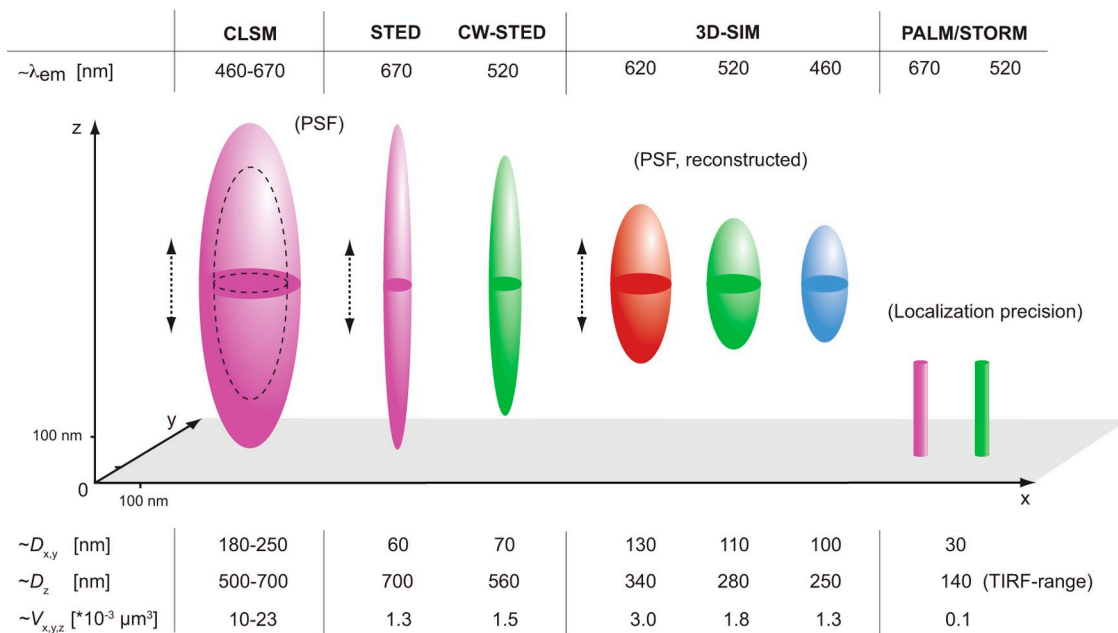 CLSM STED CW-STED 3D-SIM PALM/STORM
~λem [nm] 460-670 670 520 620 520 460 670 520
z
(PSF)
(PSF, reconstructed)
(Localization precision)
y
100 nm
0
100 nm
x
~Dx,y [nm] 180-250 60 70 130 110 100 30
~Dz [nm] 500-700 700 560 340 280 250 140 (TIRF-range)
~Vx,y,z [*10⁻³ µm³] 10-23 1.3 1.5 3.0 1.8 1.3 0.1